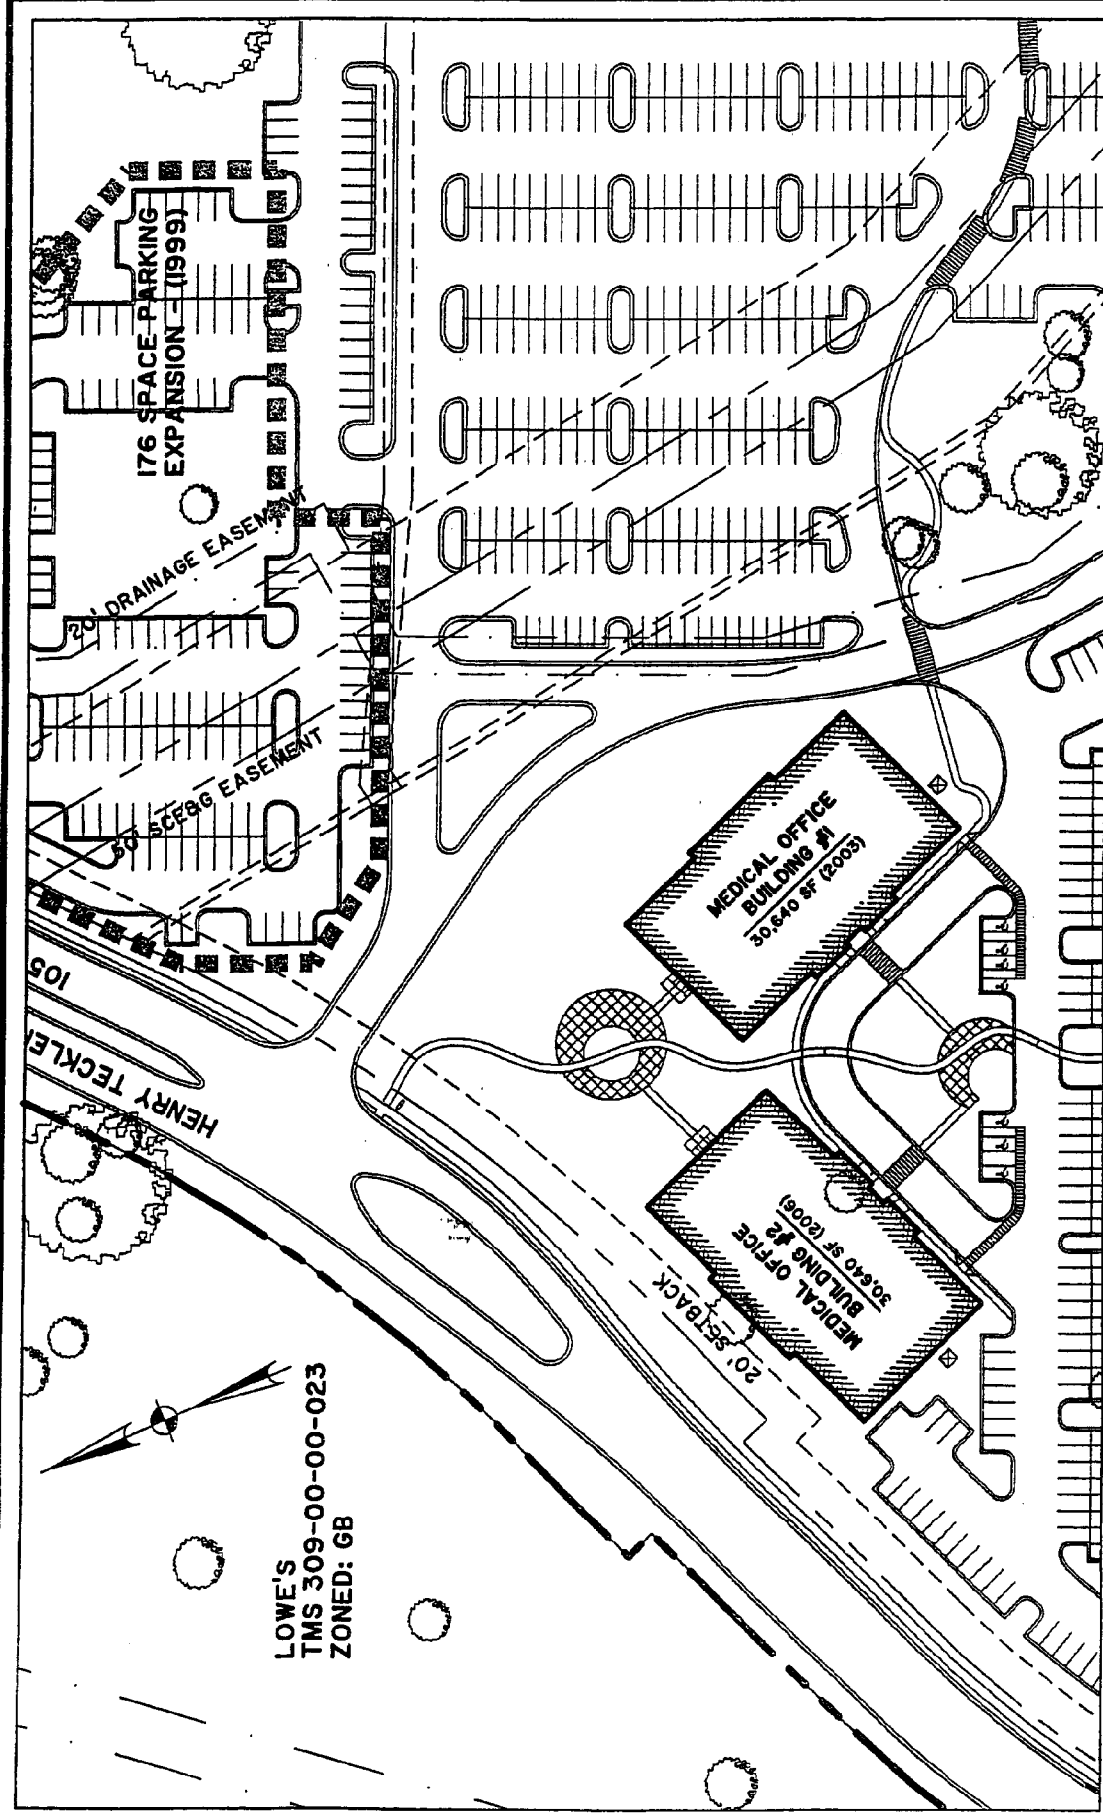 176 SPACE PARKING
EXPANSION - (1999)
20' DRAINAGE EASEMENT
50' SCE&G EASEMENT
105
HENRY TECKLE
MEDICAL OFFICE
BUILDING #1
30,640 SF (2003)
MEDICAL OFFICE
BUILDING #2
30,640 SF (2006)
20' SETBACK
LOWE'S
TMS 309-00-00-023
ZONED: GB